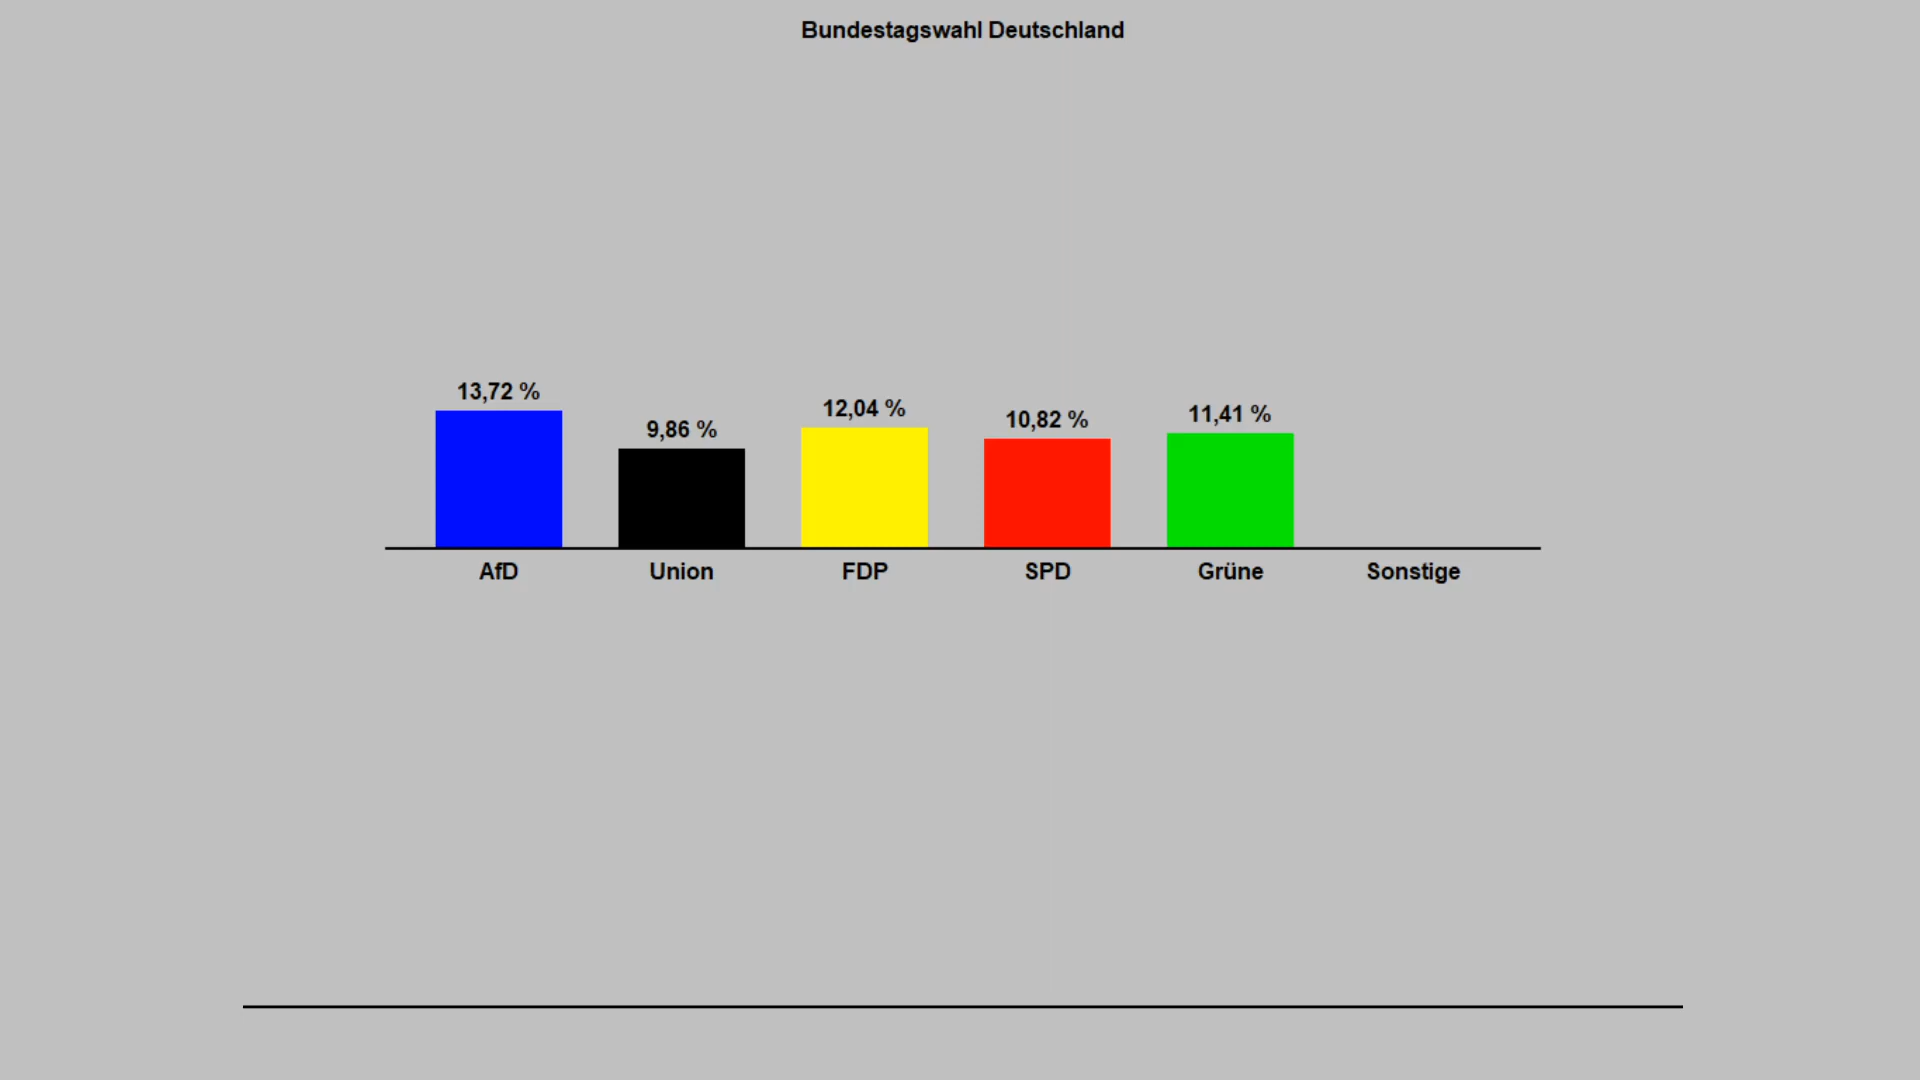 Bundestagswahl Deutschland
13,72 %
9,86 %
12,04 %
10,82 %
11,41 %
AfD
Union
FDP
SPD
Grüne
Sonstige